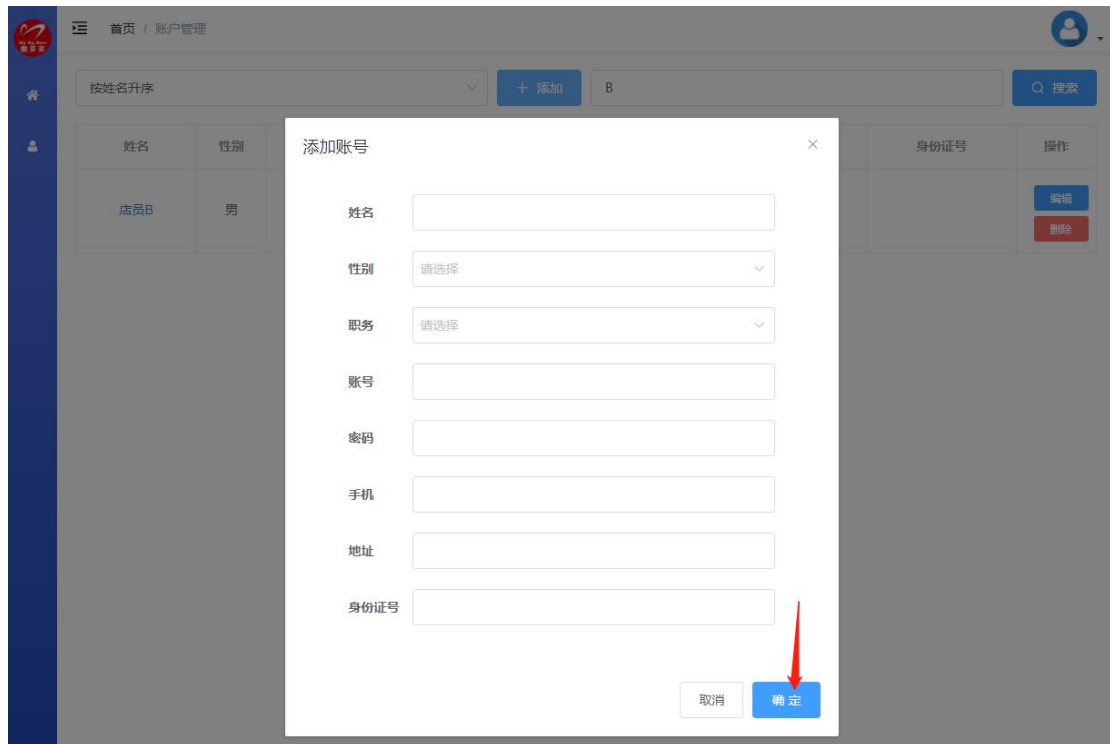 首页 / 账户管理
按姓名升序
+ 添加
B
搜索
姓名 性别 身份证号 操作
店员B 男 编辑
删除
添加账号
姓名
性别 请选择
职务 请选择
账号
密码
手机
地址
身份证号
取消 确定